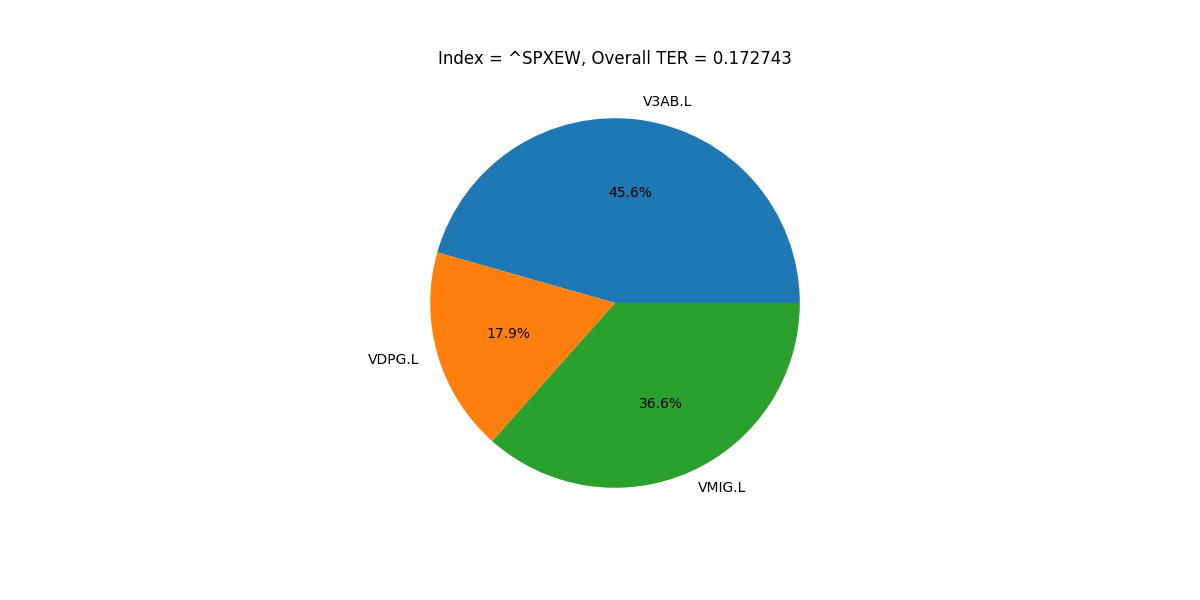 Index = ^SPXEW, Overall TER = 0.172743
V3AB.L
45.6%
17.9%
VDPG.L
36.6%
VMIG.L